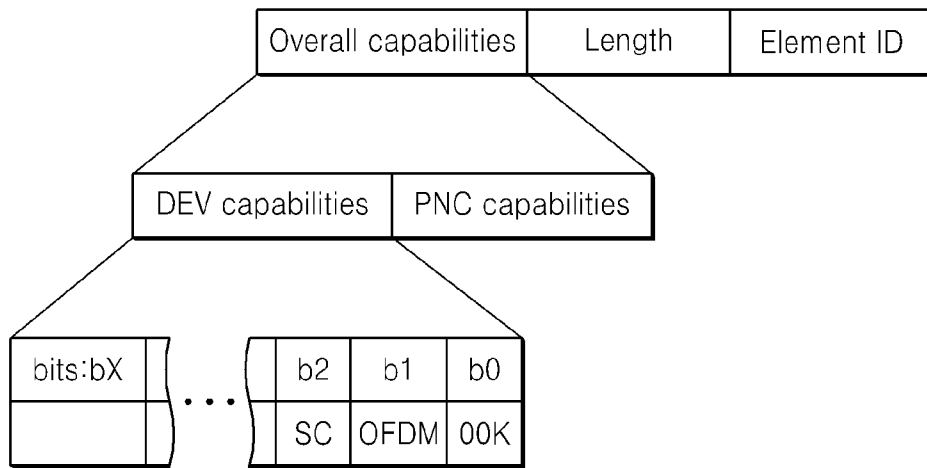 Overall capabilities Length Element ID
DEV capabilities PNC capabilities
bits:bX ... b2 b1 b0
SC OFDM 00K